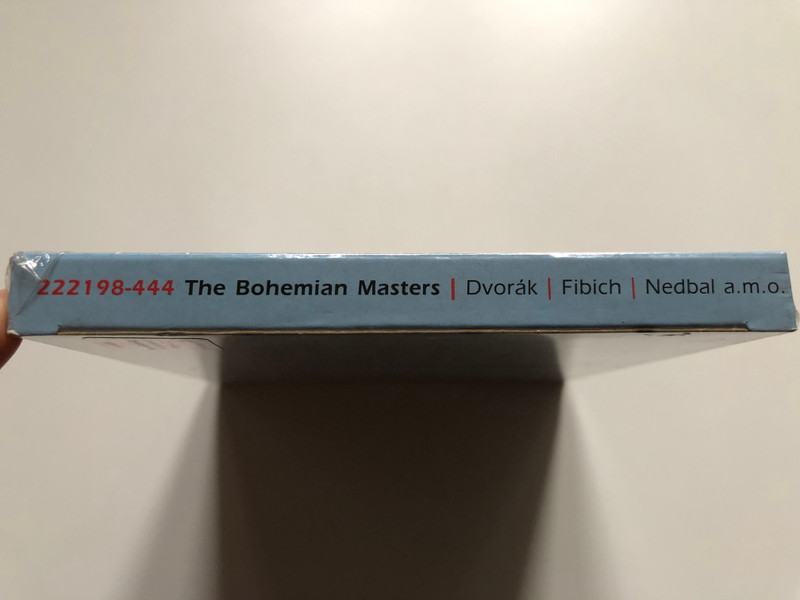 222198-444 The Bohemian Masters | Dvorák | Fibich | Nedbal a.m.o.